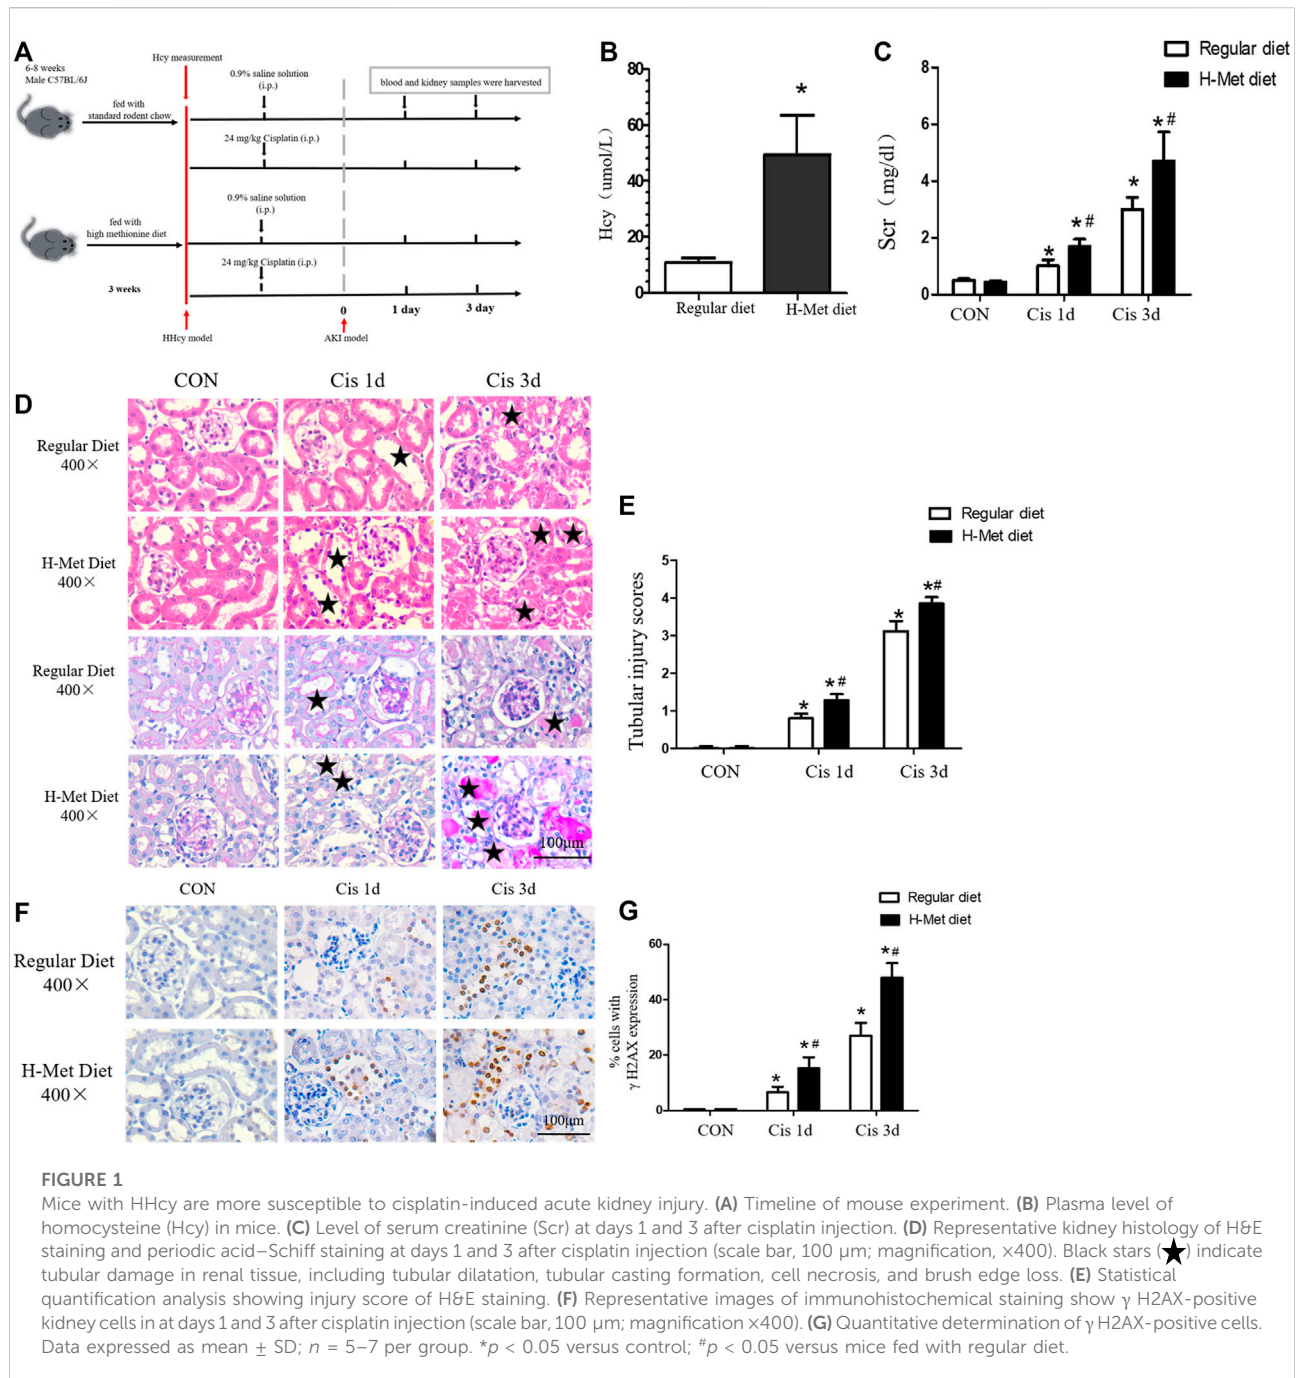 A
6-8 weeks
Male C57BL/6J
Hcy measurement
0.9% saline solution
(i.p.)
blood and kidney samples were harvested
fed with
standard rodent chow
24 mg/kg Cisplatin (i.p.)
0.9% saline solution
(i.p.)
fed with
high methionine diet
24 mg/kg Cisplatin (i.p.)
3 weeks
0
1 day
3 day
HHcy model
AKI model
B
Hcy (umol/L)
80
60
40
20
0
*
Regular diet
H-Met diet
C
Regular diet
H-Met diet
Scr (mg/dl)
8
6
4
2
0
*
*#
*
*#
CON
Cis 1d
Cis 3d
D
CON
Cis 1d
Cis 3d
Regular Diet
400×
H-Met Diet
400×
Regular Diet
400×
H-Met Diet
400×
100μm
E
Regular diet
H-Met diet
Tubular injury scores
5
4
3
2
1
0
*
*#
*
*#
CON
Cis 1d
Cis 3d
F
CON
Cis 1d
Cis 3d
Regular Diet
400×
H-Met Diet
400×
100μm
G
Regular diet
H-Met diet
% cells with
γ H2AX expression
60
40
20
0
*
*#
*
*#
CON
Cis 1d
Cis 3d
FIGURE 1
Mice with HHcy are more susceptible to cisplatin-induced acute kidney injury. (A) Timeline of mouse experiment. (B) Plasma level of
homocysteine (Hcy) in mice. (C) Level of serum creatinine (Scr) at days 1 and 3 after cisplatin injection. (D) Representative kidney histology of H&E
staining and periodic acid–Schiff staining at days 1 and 3 after cisplatin injection (scale bar, 100 μm; magnification, ×400). Black stars (★) indicate
tubular damage in renal tissue, including tubular dilatation, tubular casting formation, cell necrosis, and brush edge loss. (E) Statistical
quantification analysis showing injury score of H&E staining. (F) Representative images of immunohistochemical staining show γ H2AX-positive
kidney cells in at days 1 and 3 after cisplatin injection (scale bar, 100 μm; magnification ×400). (G) Quantitative determination of γ H2AX-positive cells.
Data expressed as mean ± SD; n = 5–7 per group. *p < 0.05 versus control; #p < 0.05 versus mice fed with regular diet.